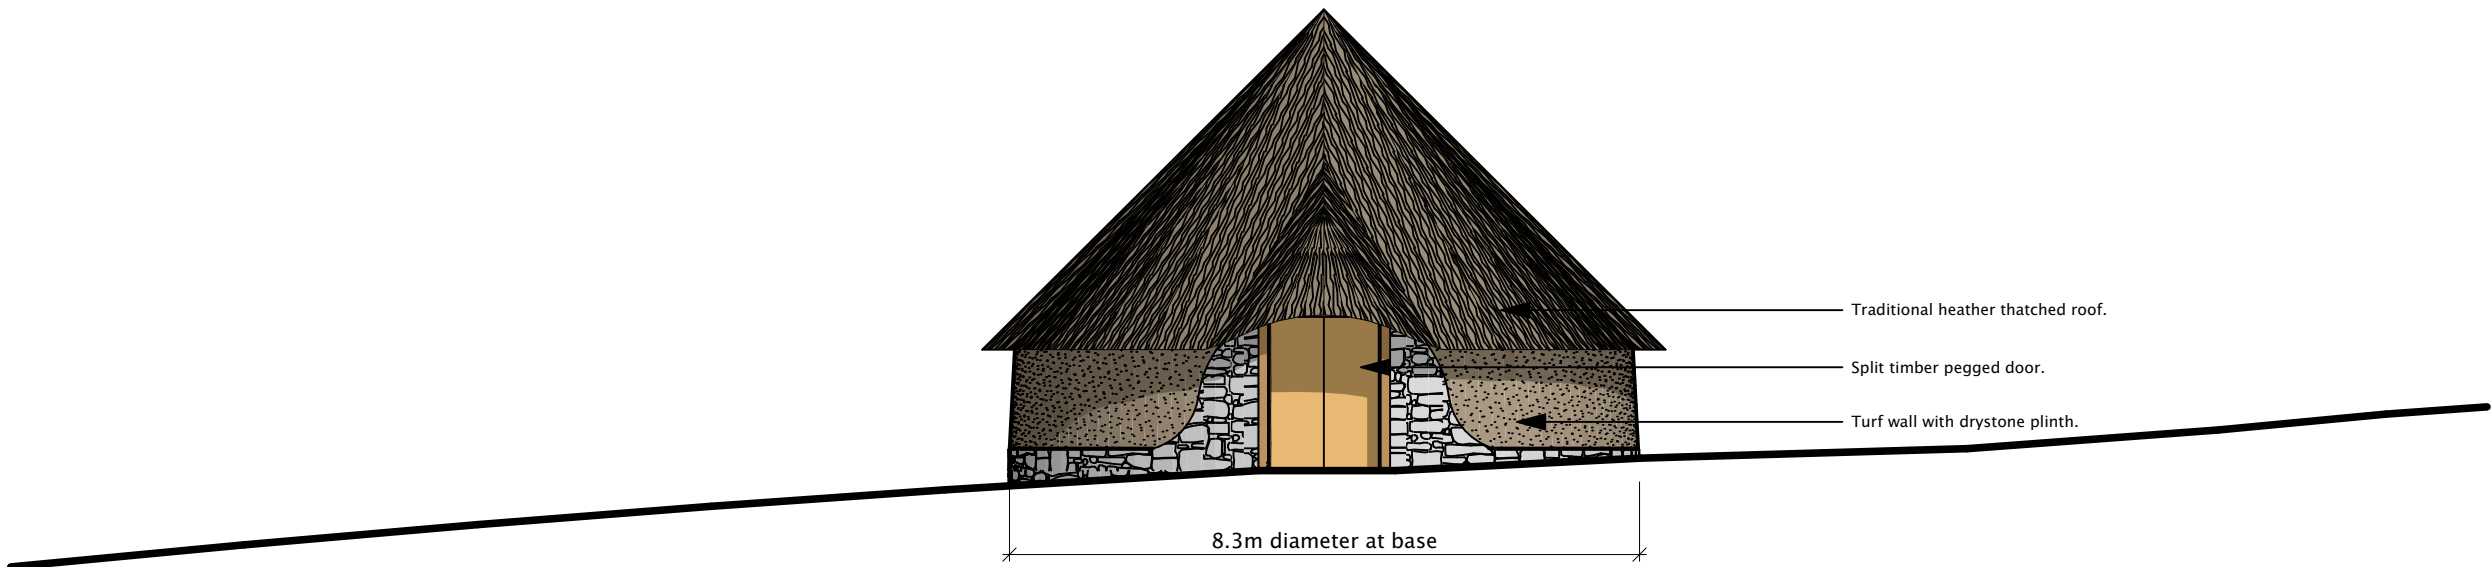 Traditional heather thatched roof.
Split timber pegged door.
Turf wall with drystone plinth.
8.3m diameter at base